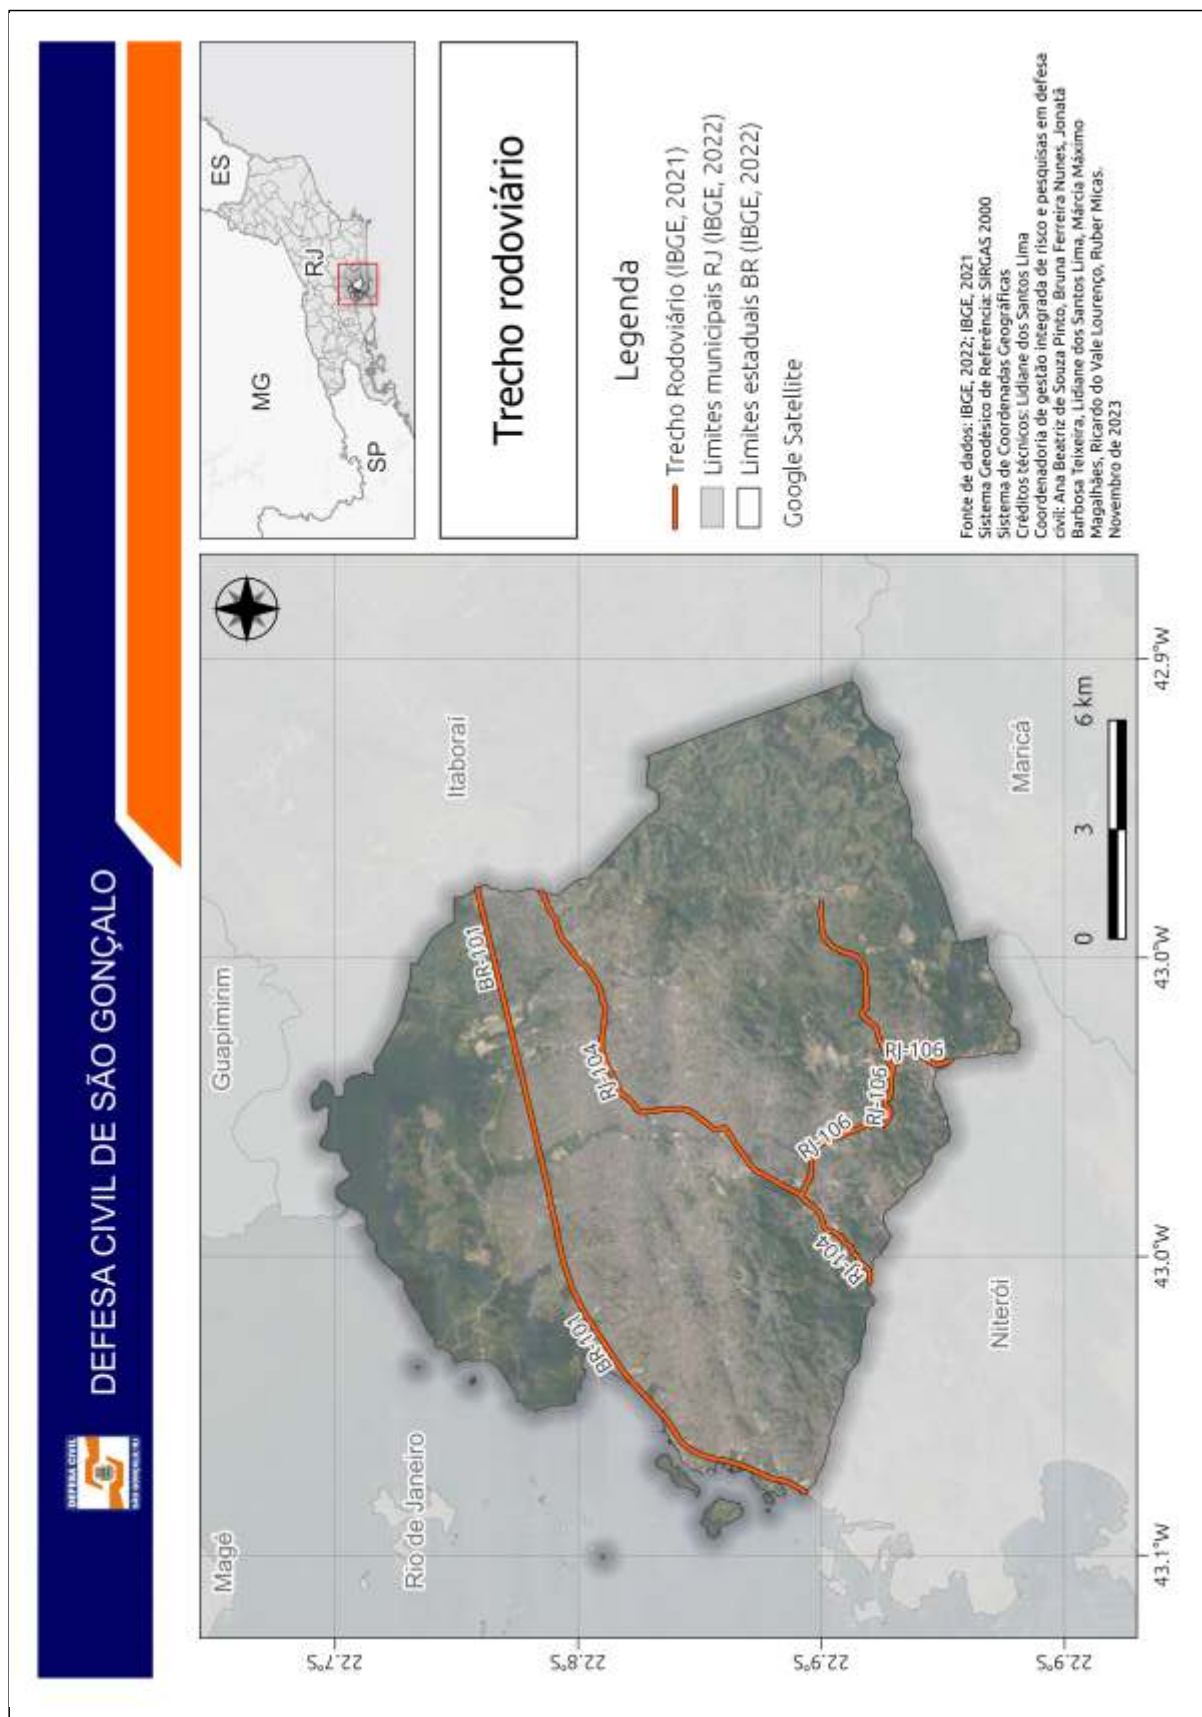 DEFESA CIVIL
SÃO GONÇALO/RJ
DEFESA CIVIL DE SÃO GONÇALO
Magé
Guapimirim
Rio de Janeiro
Itaboraí
BR-101
BR-101
RJ-104
RJ-104
RJ-106
RJ-106
RJ-106
Niterói
Maricá
0 3 6 km
22.7°S
22.8°S
22.9°S
22.9°S
43.1°W
43.0°W
43.0°W
42.9°W
MG
ES
RJ
SP
Trecho rodoviário
Legenda
Trecho Rodoviário (IBGE, 2021)
Limites municipais RJ (IBGE, 2022)
Limites estaduais BR (IBGE, 2022)
Google Satellite
Fonte de dados: IBGE, 2022; IBGE, 2021
Sistema Geodésico de Referência: SIRGAS 2000
Sistema de Coordenadas Geográficas
Créditos técnicos: Lidiane dos Santos Lima
Coordenadoria de gestão integrada de risco e pesquisas em defesa
civil: Ana Beatriz de Souza Pinto, Bruna Ferreira Nunes, Jonatã
Barbosa Teixeira, Lidiane dos Santos Lima, Márcia Máximo
Magalhães, Ricardo do Vale Lourenço, Ruber Micas.
Novembro de 2023